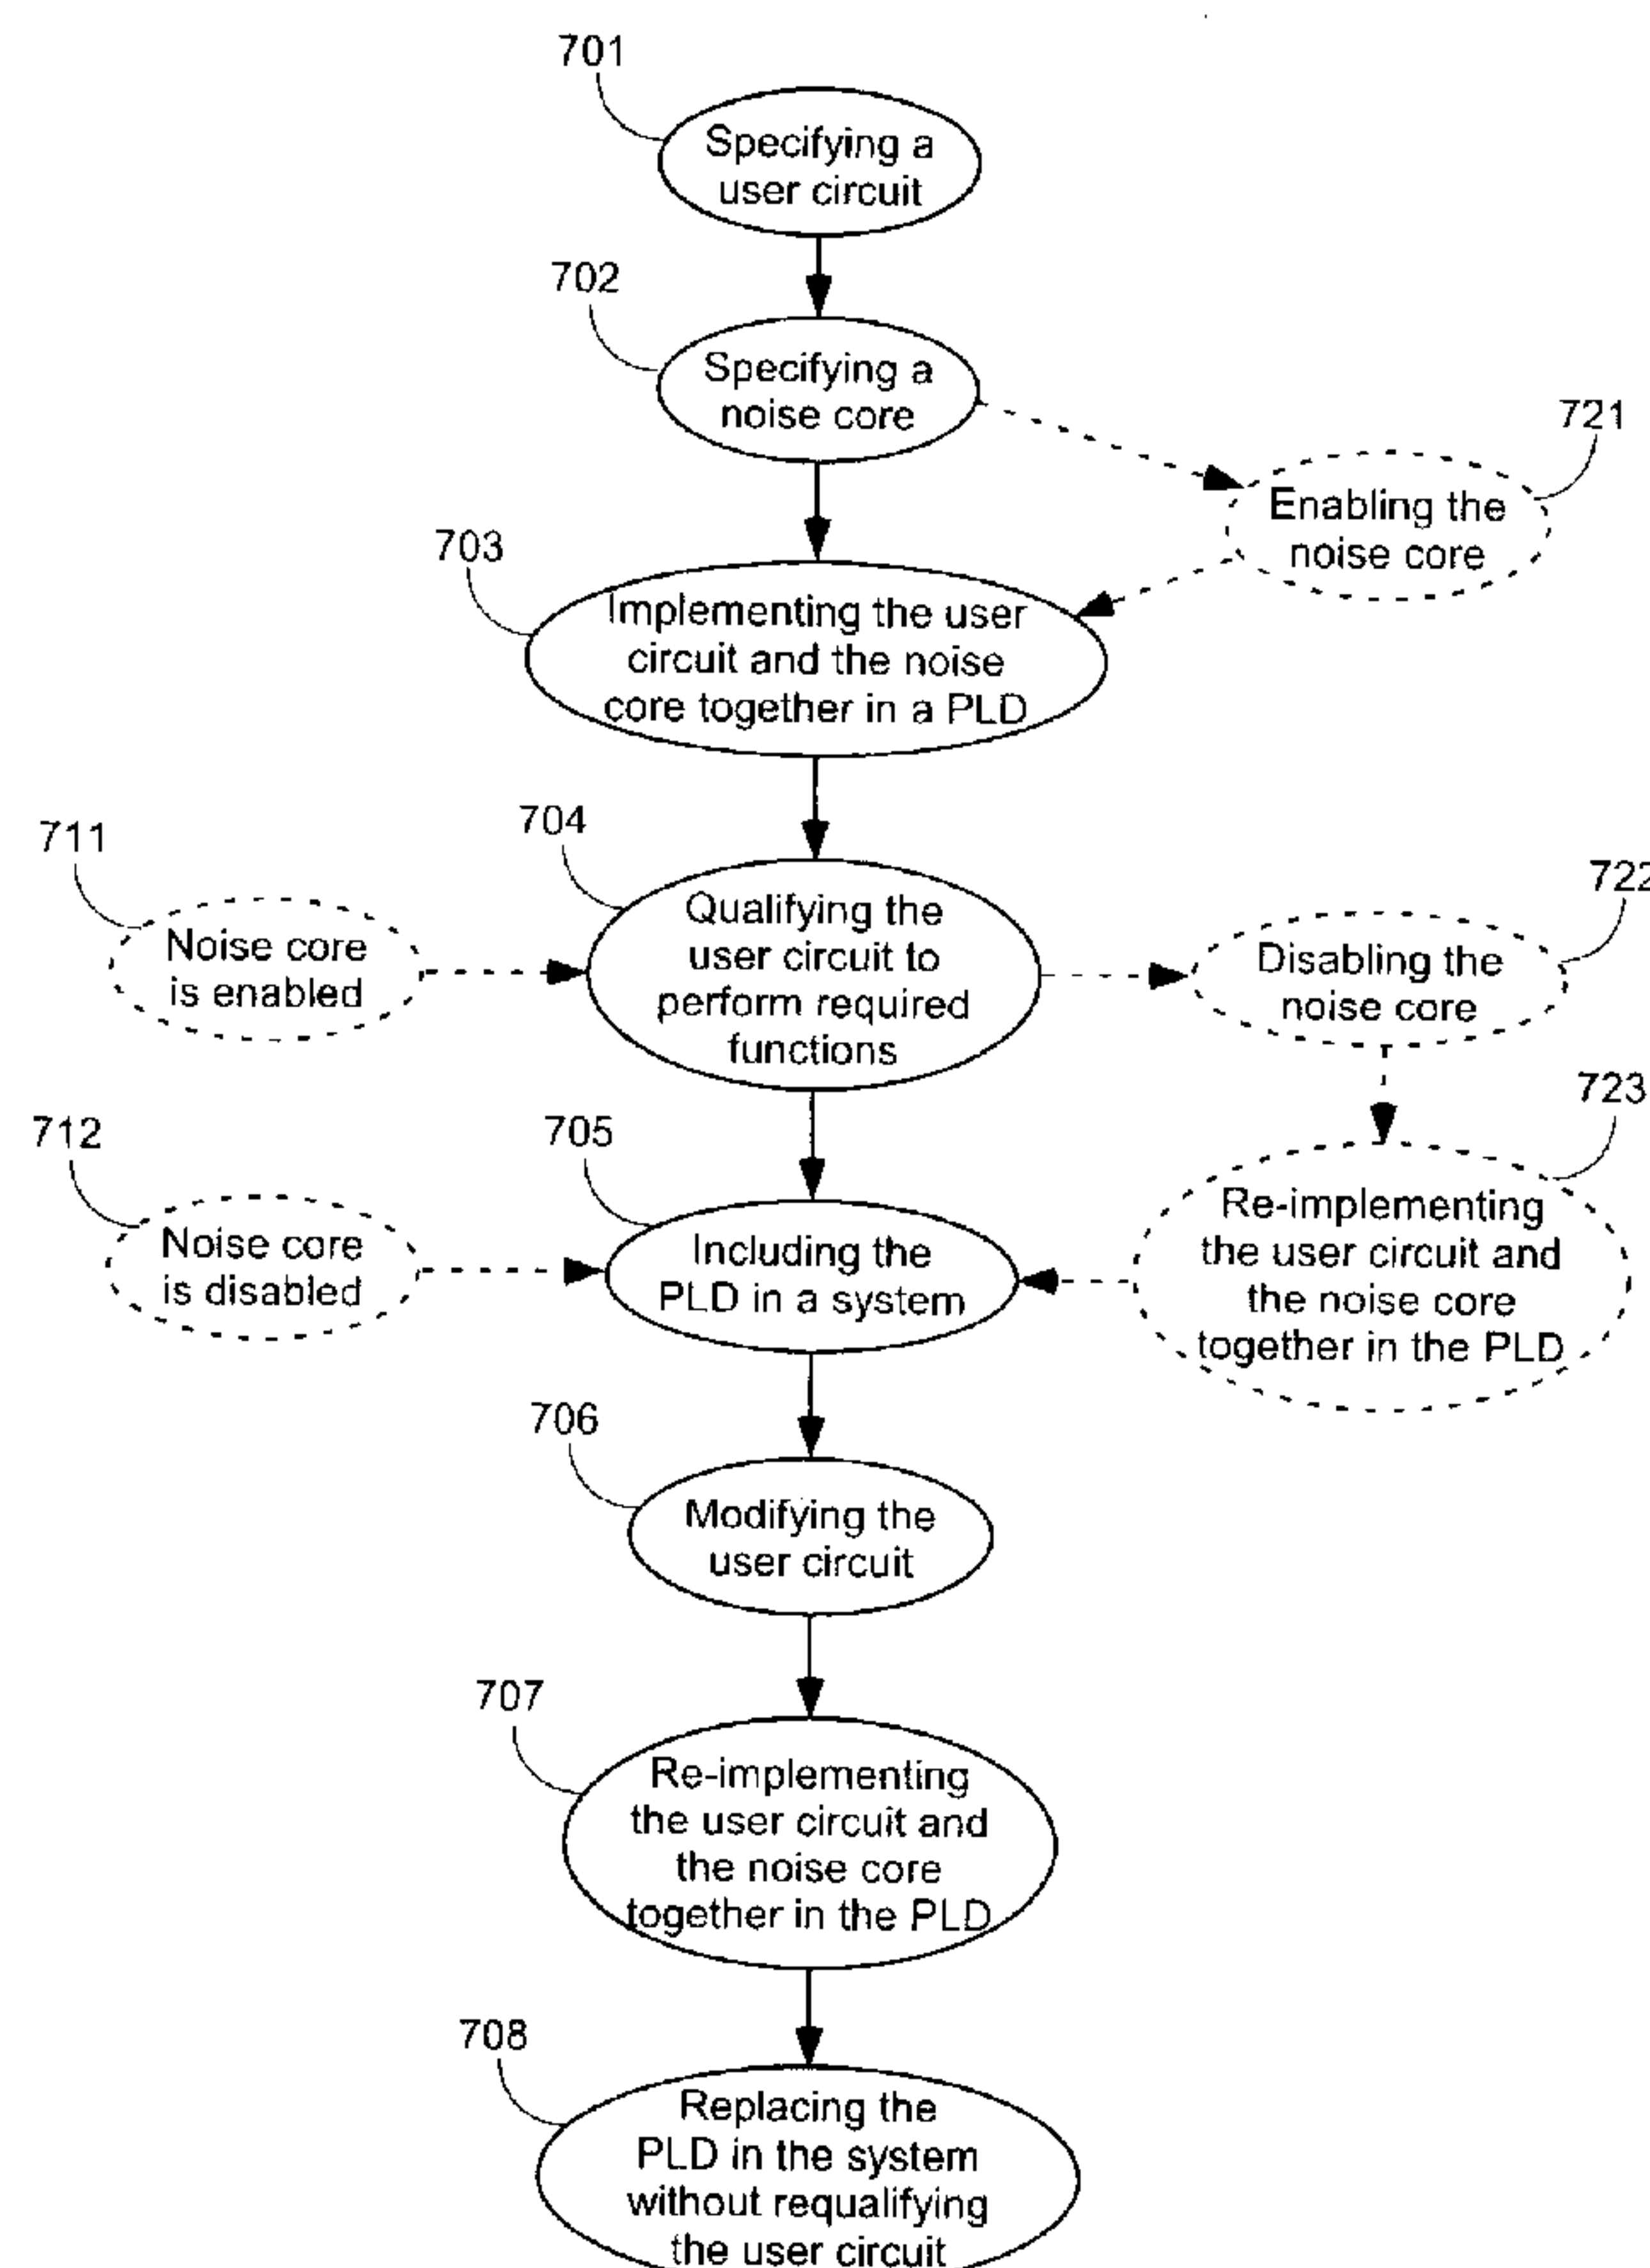 701
Specifying a
user circuit
702
Specifying a
noise core
721
Enabling the
noise core
703
Implementing the user
circuit and the noise
core together in a PLD
711
Noise core
is enabled
704
Qualifying the
user circuit to
perform required
functions
722
Disabling the
noise core
712
Noise core
is disabled
705
Including the
PLD in a system
723
Re-implementing
the user circuit and
the noise core
together in the PLD
706
Modifying the
user circuit
707
Re-implementing
the user circuit and
the noise core
together in the PLD
708
Replacing the
PLD in the system
without requalifying
the user circuit